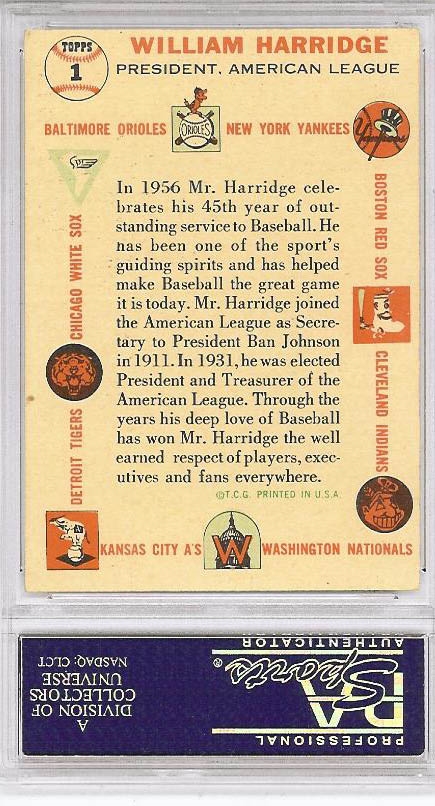 TOPPS
1
WILLIAM HARRIDGE
PRESIDENT, AMERICAN LEAGUE
BALTIMORE ORIOLES
ORIOLES
NEW YORK YANKEES
Yankees
BOSTON RED SOX
CLEVELAND INDIANS
CHICAGO WHITE SOX
DETROIT TIGERS
In 1956 Mr. Harridge cele-
brates his 45th year of out-
standing service to Baseball. He
has been one of the sport's
guiding spirits and has helped
make Baseball the great game
it is today. Mr. Harridge joined
the American League as Secre-
tary to President Ban Johnson
in 1911. In 1931, he was elected
President and Treasurer of the
American League. Through the
years his deep love of Baseball
has won Mr. Harridge the well
earned respect of players, exec-
utives and fans everywhere.
©T.C.G. PRINTED IN U.S.A.
KANSAS CITY A'S
W
WASHINGTON NATIONALS
PROFESSIONAL
PSA
Sports
®
AUTHENTICATOR
A
DIVISION OF
COLLECTORS
UNIVERSE
NASDAQ: CLCT